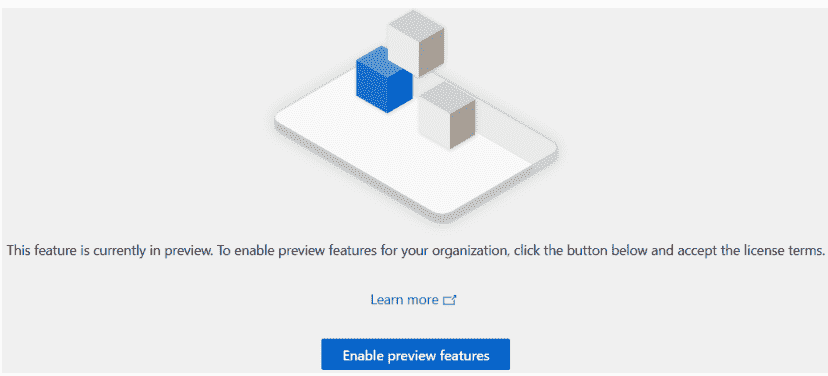 This feature is currently in preview. To enable preview features for your organization, click the button below and accept the license terms.
Learn more
Enable preview features